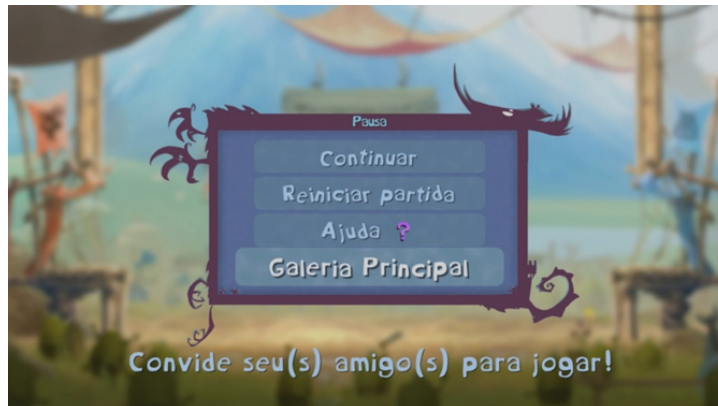 Pausa
Continuar
Reiniciar partida
Ajuda ?
Galeria Principal
Convide seu(s) amigo(s) para jogar!